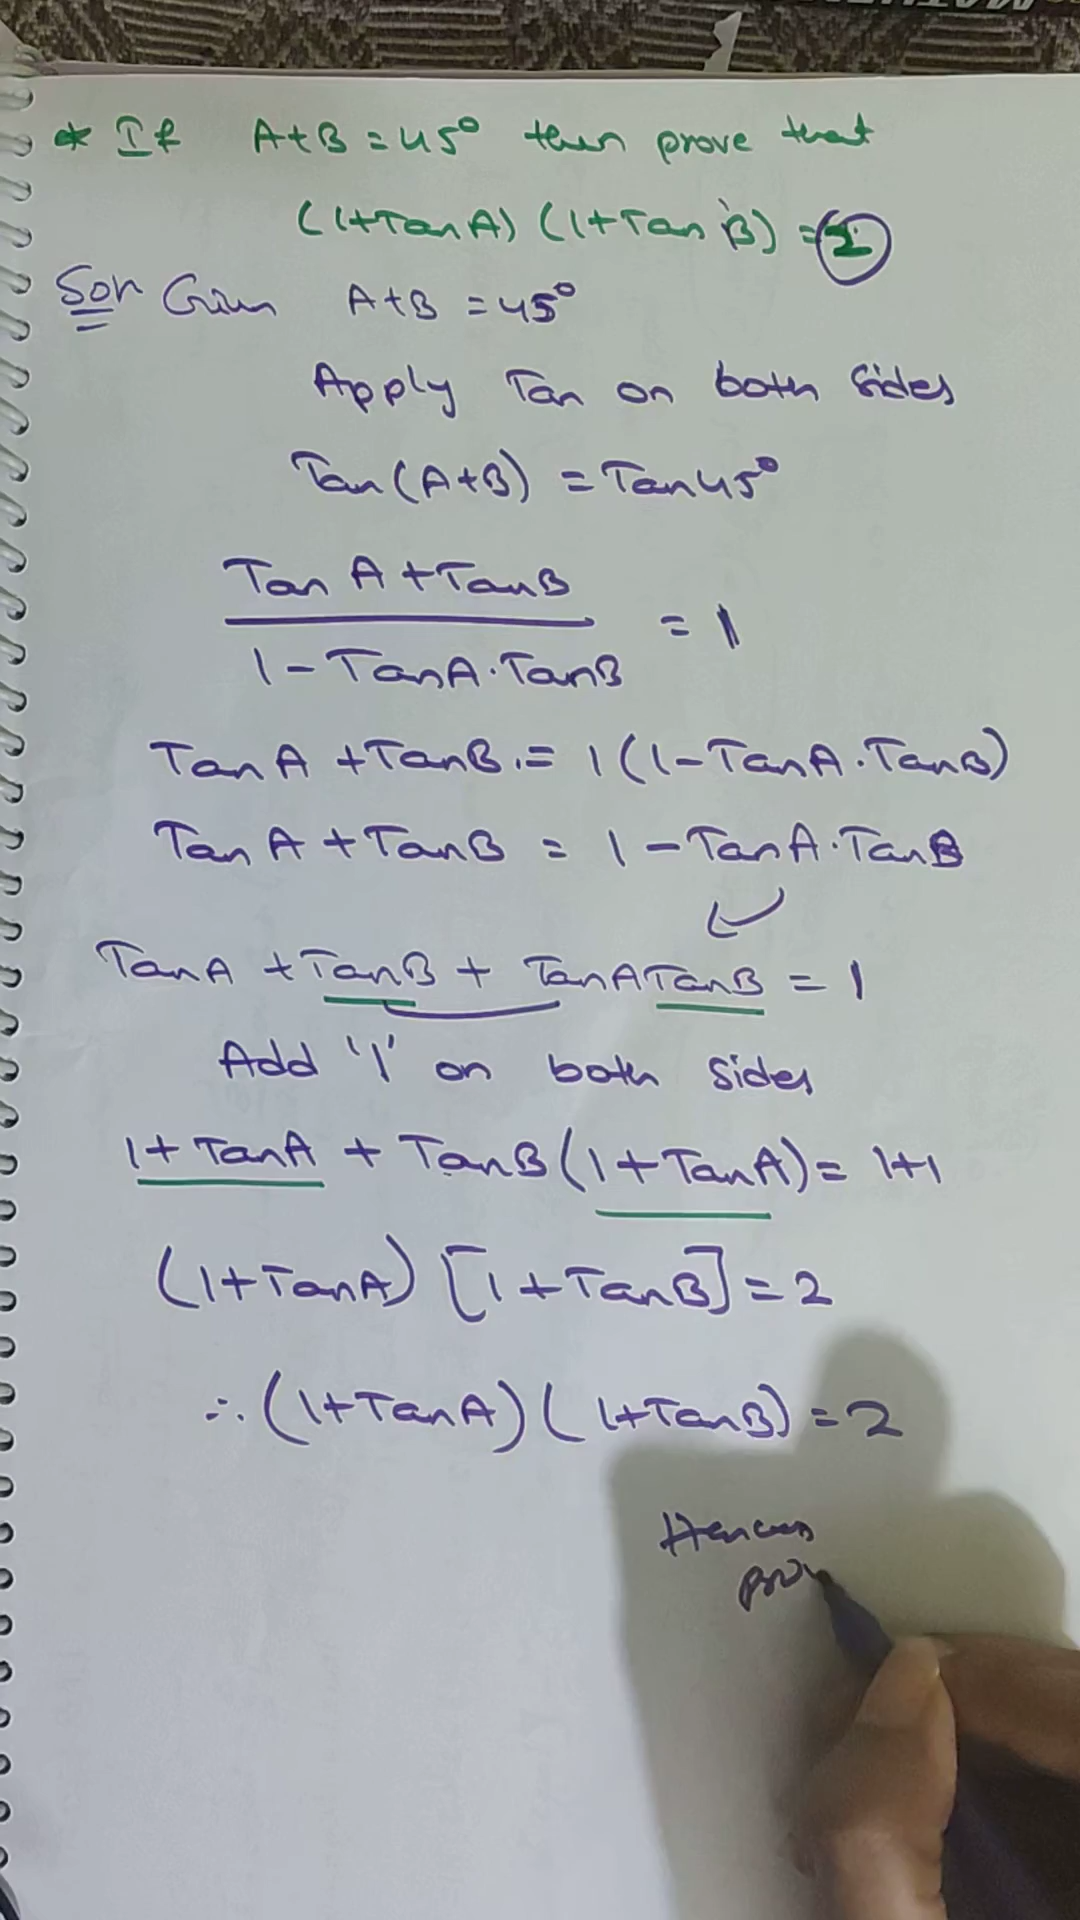 * If A+B = 45° then prove that
(1+TanA) (1+Tan B) = 2
Soln Given A+B = 45°
Apply Tan on both sides
Tan(A+B) = Tan45°
Tan A + TanB
1 - TanA.TanB
= 1
Tan A + TanB = 1(1-TanA.TanB)
Tan A + TanB = 1 - TanA.TanB
TanA + TanB + TanATanB = 1
Add '1' on both sides
1+ TanA + TanB(1+TanA) = 1+1
(1+TanA) [1+TanB] = 2
∴ (1+TanA) (1+TanB) = 2